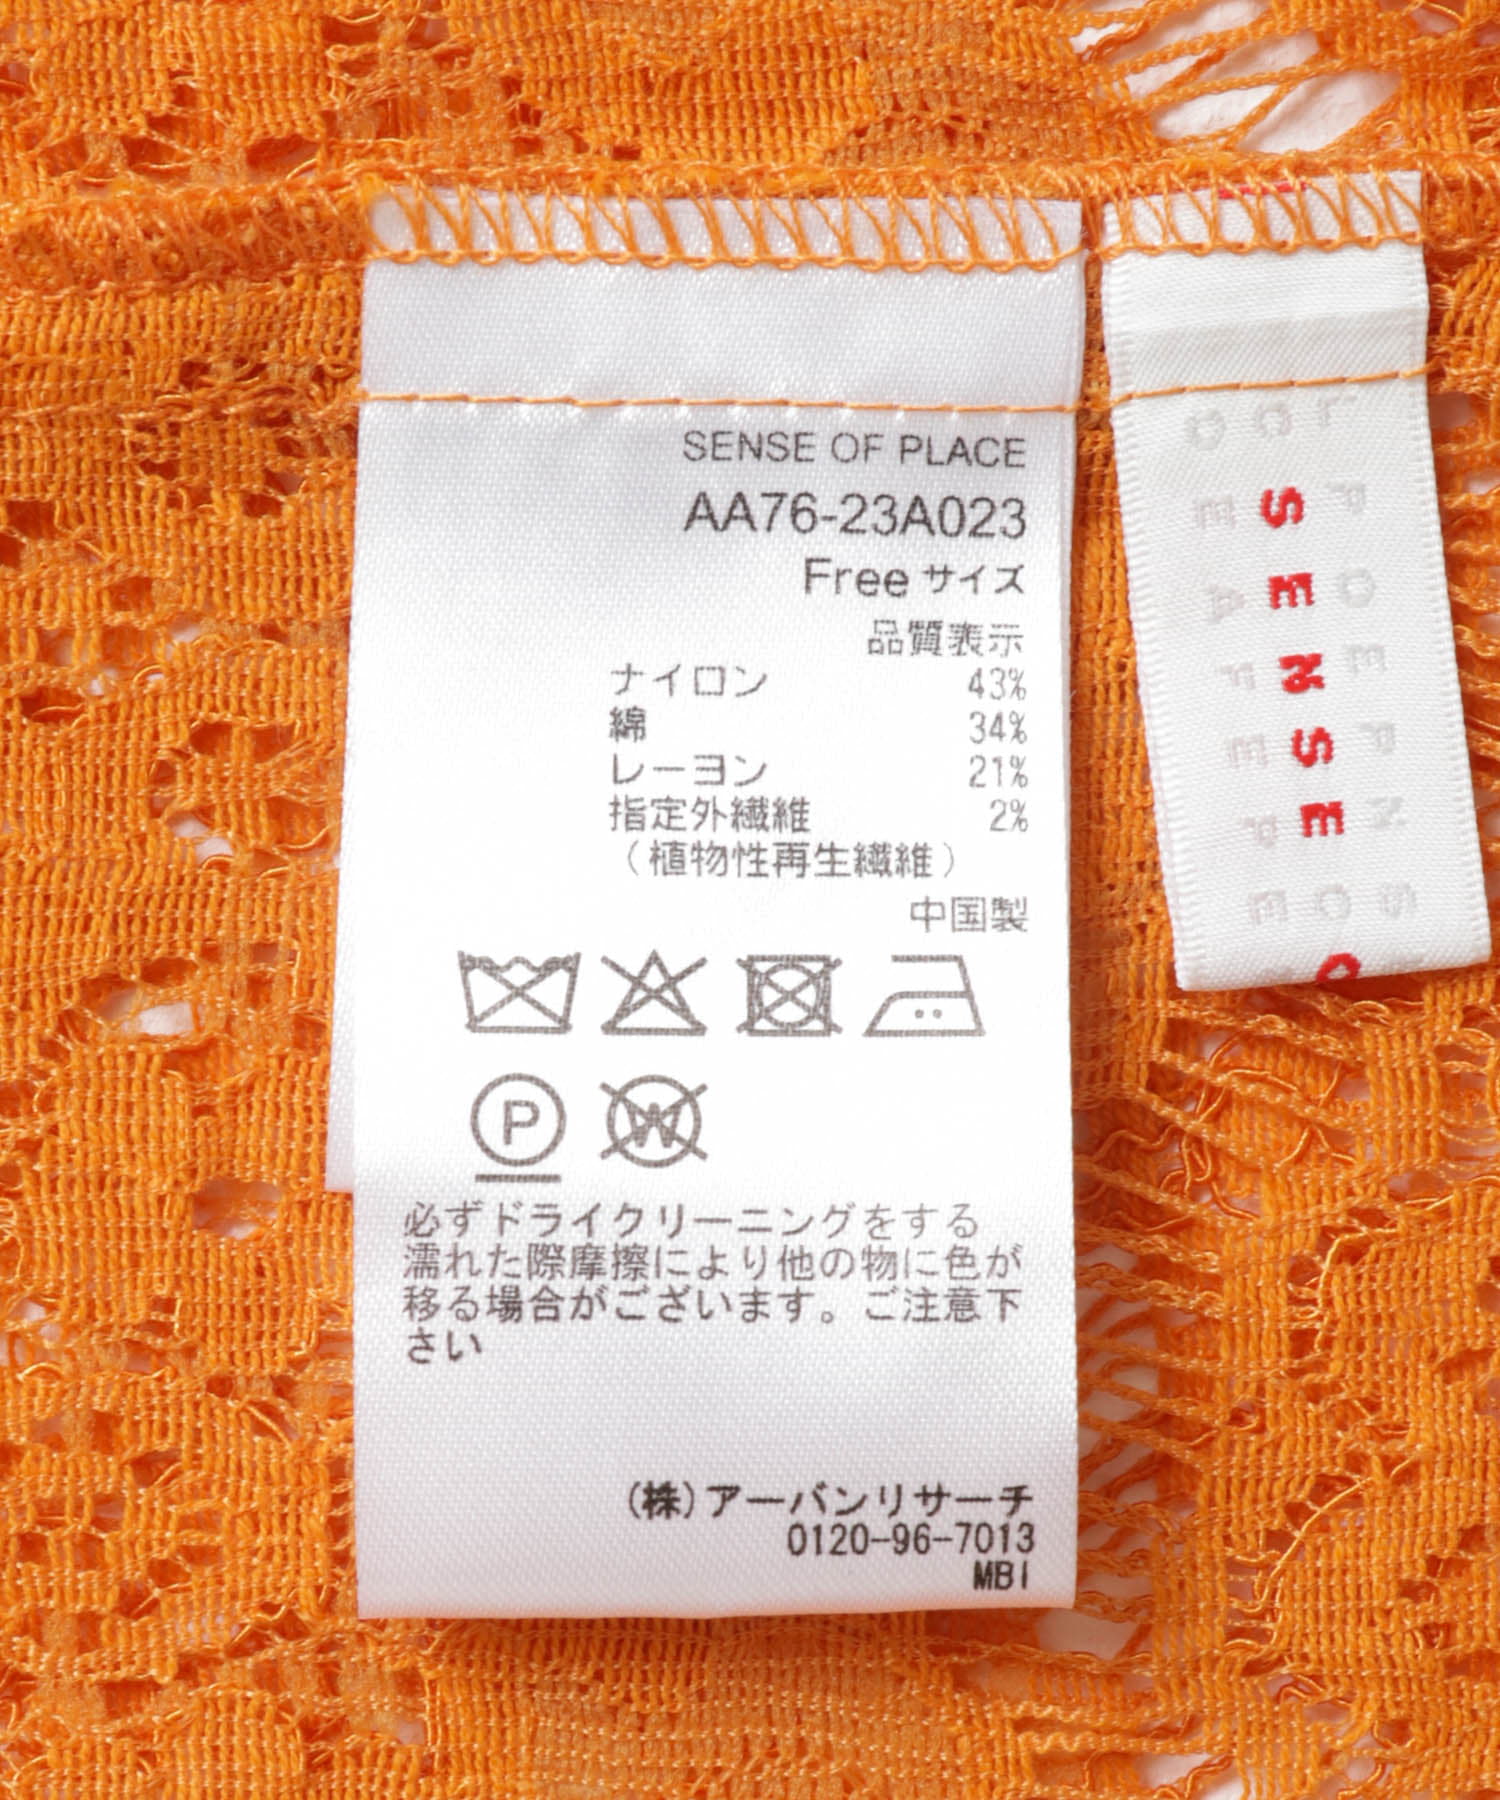 SENSE OF PLACE
AA76-23A023
Free サイズ
品質表示
ナイロン 43%
綿 34%
レーヨン 21%
指定外繊維 2%
（植物性再生繊維）
中国製
P W
必ずドライクリーニングをする
濡れた際摩擦により他の物に色が
移る場合がございます。ご注意下
さい
(株)アーバンリサーチ
0120-96-7013
MBI
SENSE